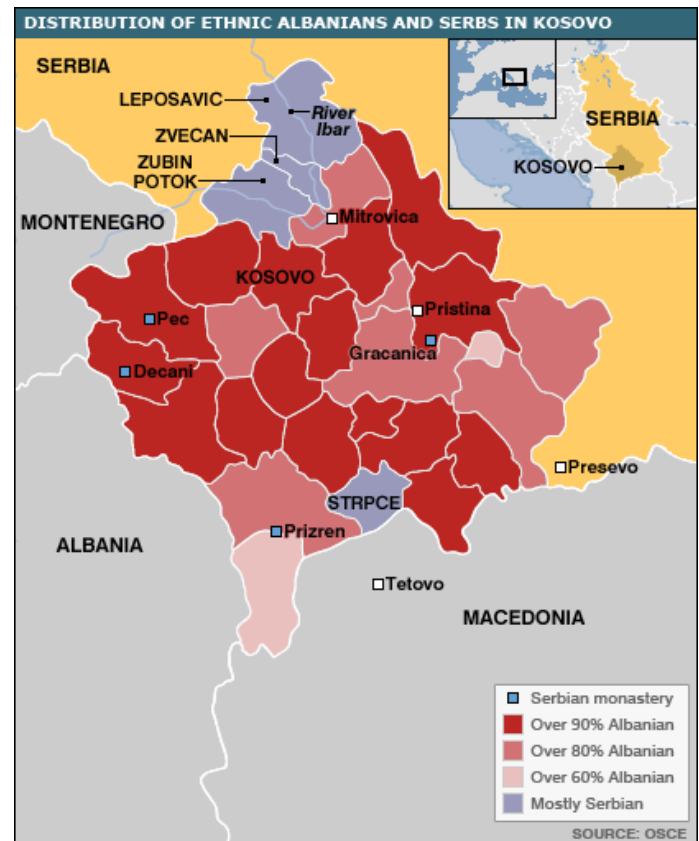 DISTRIBUTION OF ETHNIC ALBANIANS AND SERBS IN KOSOVO
SERBIA
LEPOSAVIC
River
Ibar
ZVECAN
ZUBIN
POTOK
SERBIA
KOSOVO
MONTENEGRO
Mitrovica
KOSOVO
Pec
Pristina
Gracanica
Decani
Presevo
STRPCE
Prizren
ALBANIA
Tetovo
MACEDONIA
Serbian monastery
Over 90% Albanian
Over 80% Albanian
Over 60% Albanian
Mostly Serbian
SOURCE: OSCE